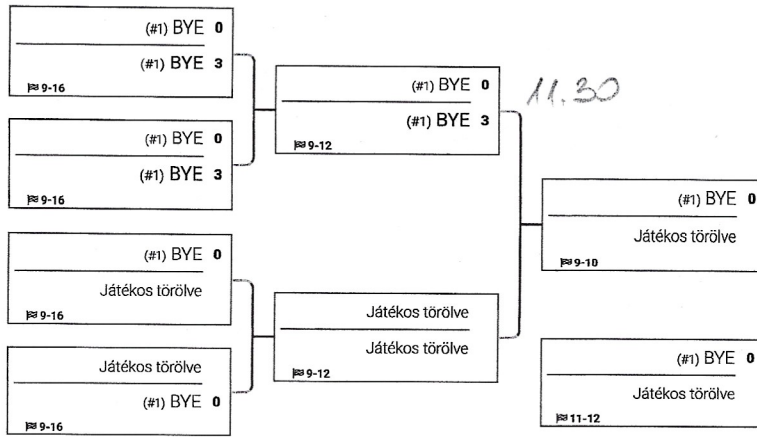 (#1) BYE 0
(#1) BYE 3
9-16
(#1) BYE 0
(#1) BYE 3
9-16
(#1) BYE 0
Játékos törölve
9-16
Játékos törölve
(#1) BYE 0
9-16
(#1) BYE 0
(#1) BYE 3
9-12
11.30
Játékos törölve
Játékos törölve
9-12
(#1) BYE 0
Játékos törölve
9-10
(#1) BYE 0
Játékos törölve
11-12